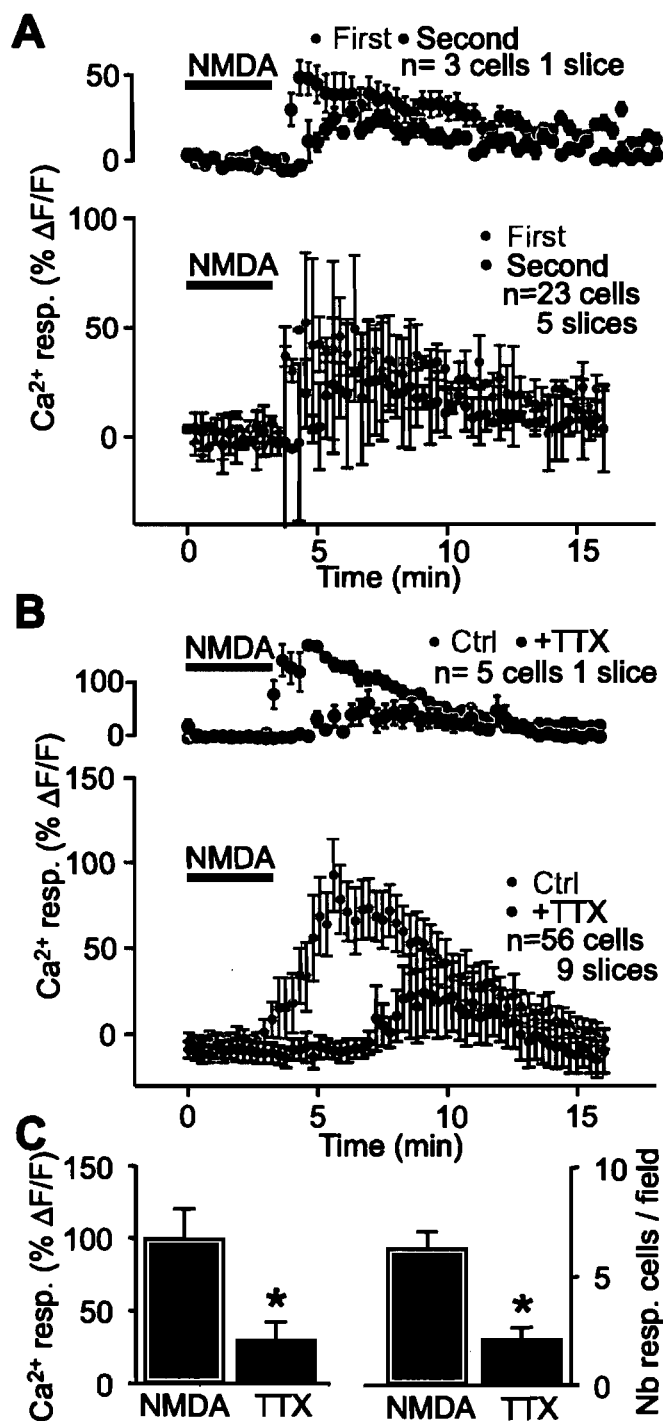 A
First Second
NMDA
n= 3 cells 1 slice
50
0
100
First
NMDA
Second
n=23 cells
5 slices
50
0
Ca2+ resp. (% ΔF/F)
0 5 10 15
Time (min)
B
NMDA
Ctrl +TTX
n= 5 cells 1 slice
100
0
150
NMDA
100
Ctrl
+TTX
n=56 cells
9 slices
50
0
Ca2+ resp. (% ΔF/F)
0 5 10 15
Time (min)
C
Ca2+ resp. (% ΔF/F)
150
100
50
0
*
NMDA TTX
*
NMDA TTX
10
5
0
Nb resp. cells / field